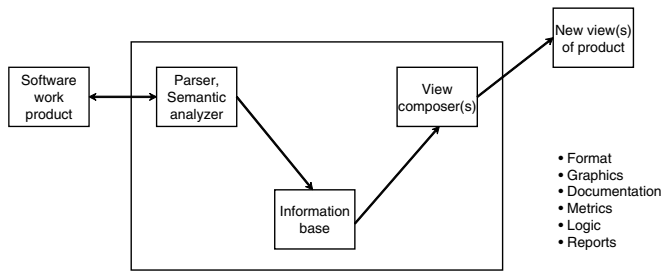 Software
work
product
Parser,
Semantic
analyzer
Information
base
View
composer(s)
New view(s)
of product
• Format
• Graphics
• Documentation
• Metrics
• Logic
• Reports